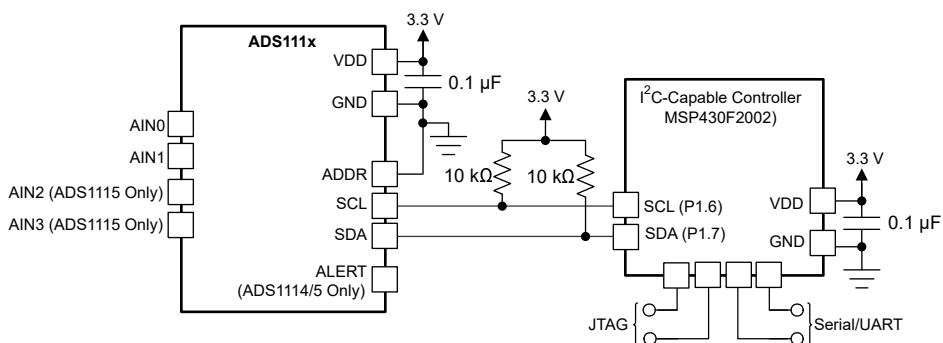 3.3 V
ADS111x
VDD
0.1 µF
GND
3.3 V
I²C-Capable Controller
MSP430F2002)
AIN0
AIN1
3.3 V
ADDR
10 kΩ
10 kΩ
AIN2 (ADS1115 Only)
SCL
SCL (P1.6)
VDD
0.1 µF
AIN3 (ADS1115 Only)
SDA
SDA (P1.7)
GND
ALERT
(ADS1114/5 Only)
JTAG
Serial/UART